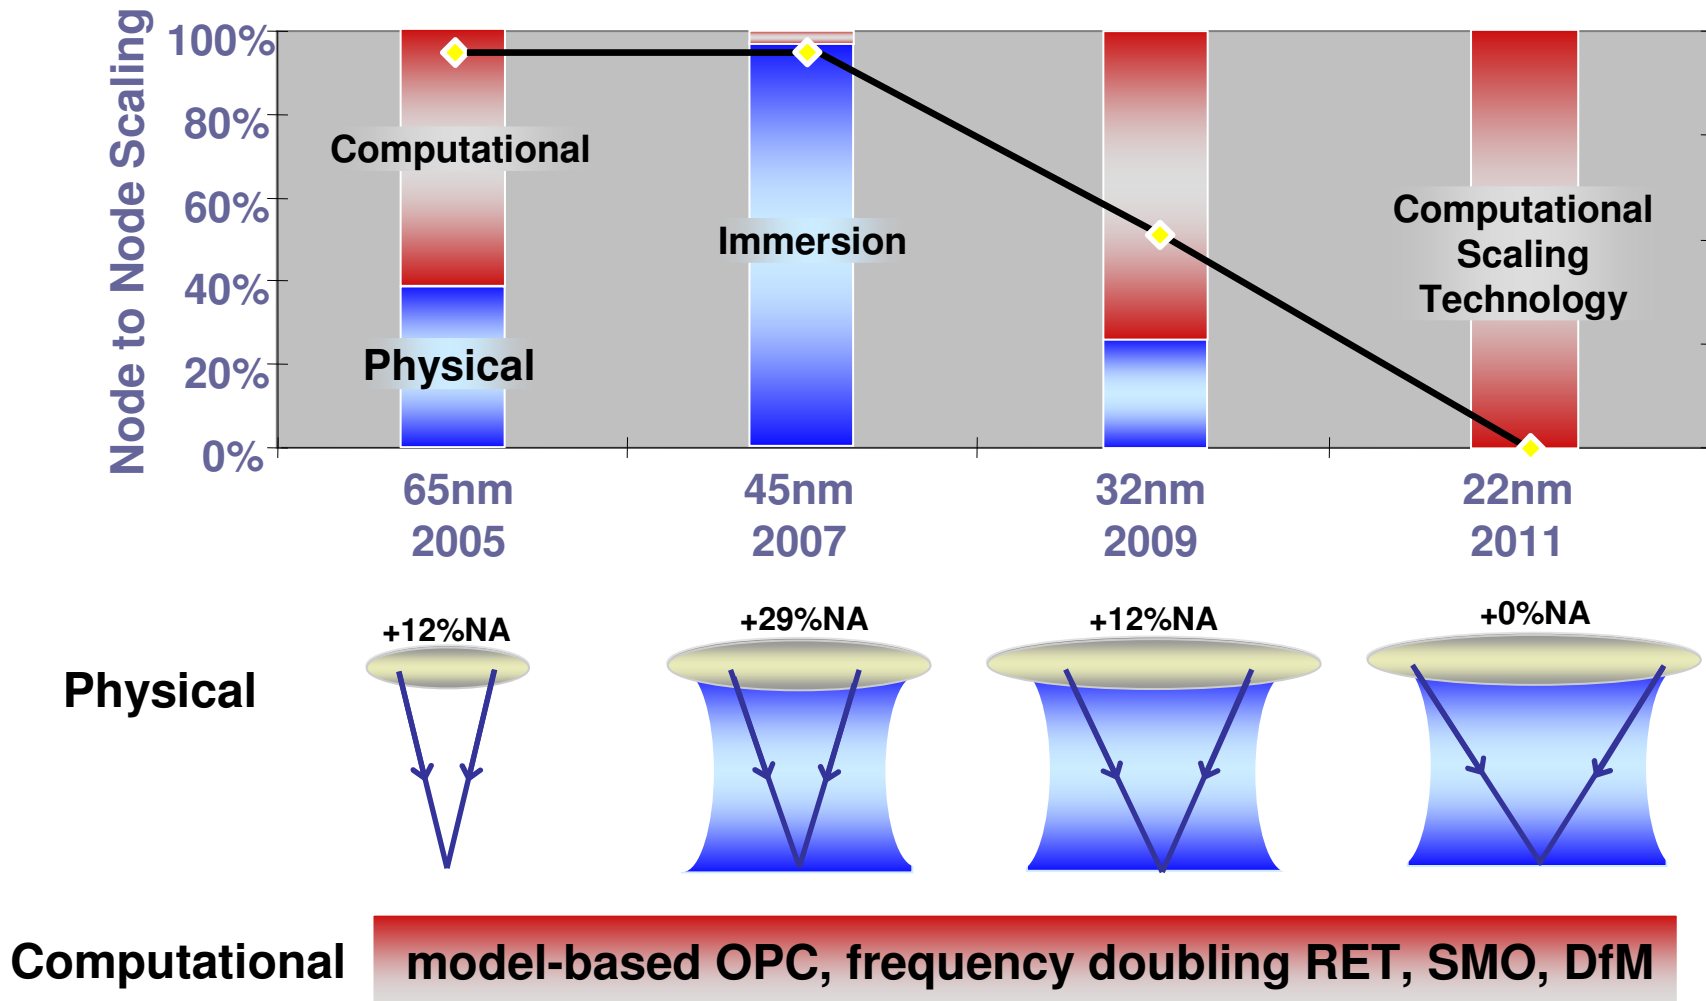 Node to Node Scaling
100%
80%
60%
40%
20%
0%
Computational
Physical
Immersion
Computational
Scaling
Technology
65nm
2005
45nm
2007
32nm
2009
22nm
2011
+12%NA
+29%NA
+12%NA
+0%NA
Physical
Computational
model-based OPC, frequency doubling RET, SMO, DfM